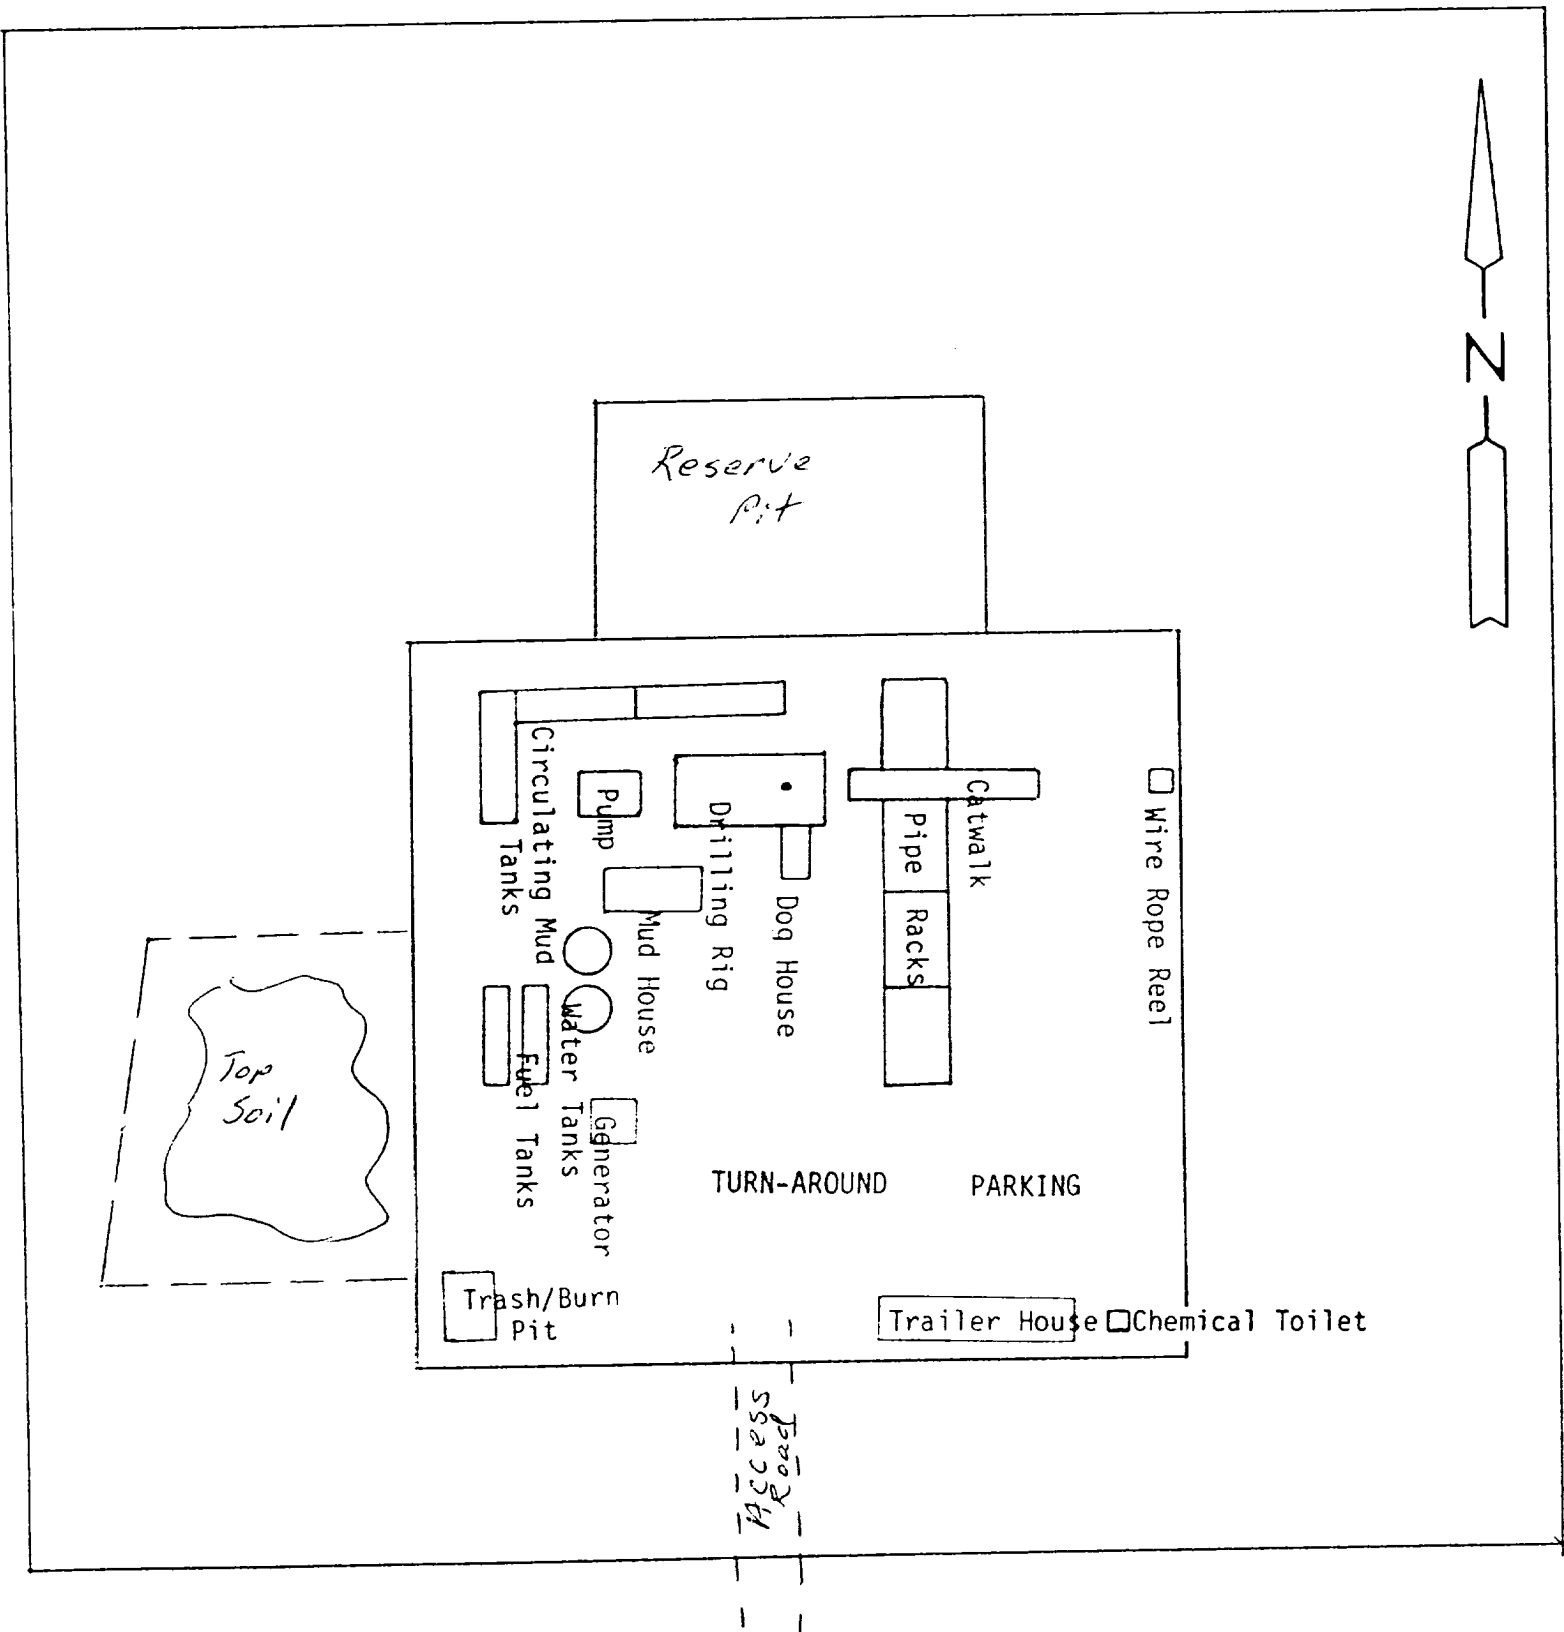 N
Reserve
Pit
Circulating Mud
Tanks
Pump
Drilling Rig
Mud House
Dog House
Pipe Racks
Catwalk
Wire Rope Reel
Water Tanks
Fuel Tanks
Generator
Top
Soil
TURN-AROUND
PARKING
Trash/Burn
Pit
Trailer House
Chemical Toilet
Access
Road